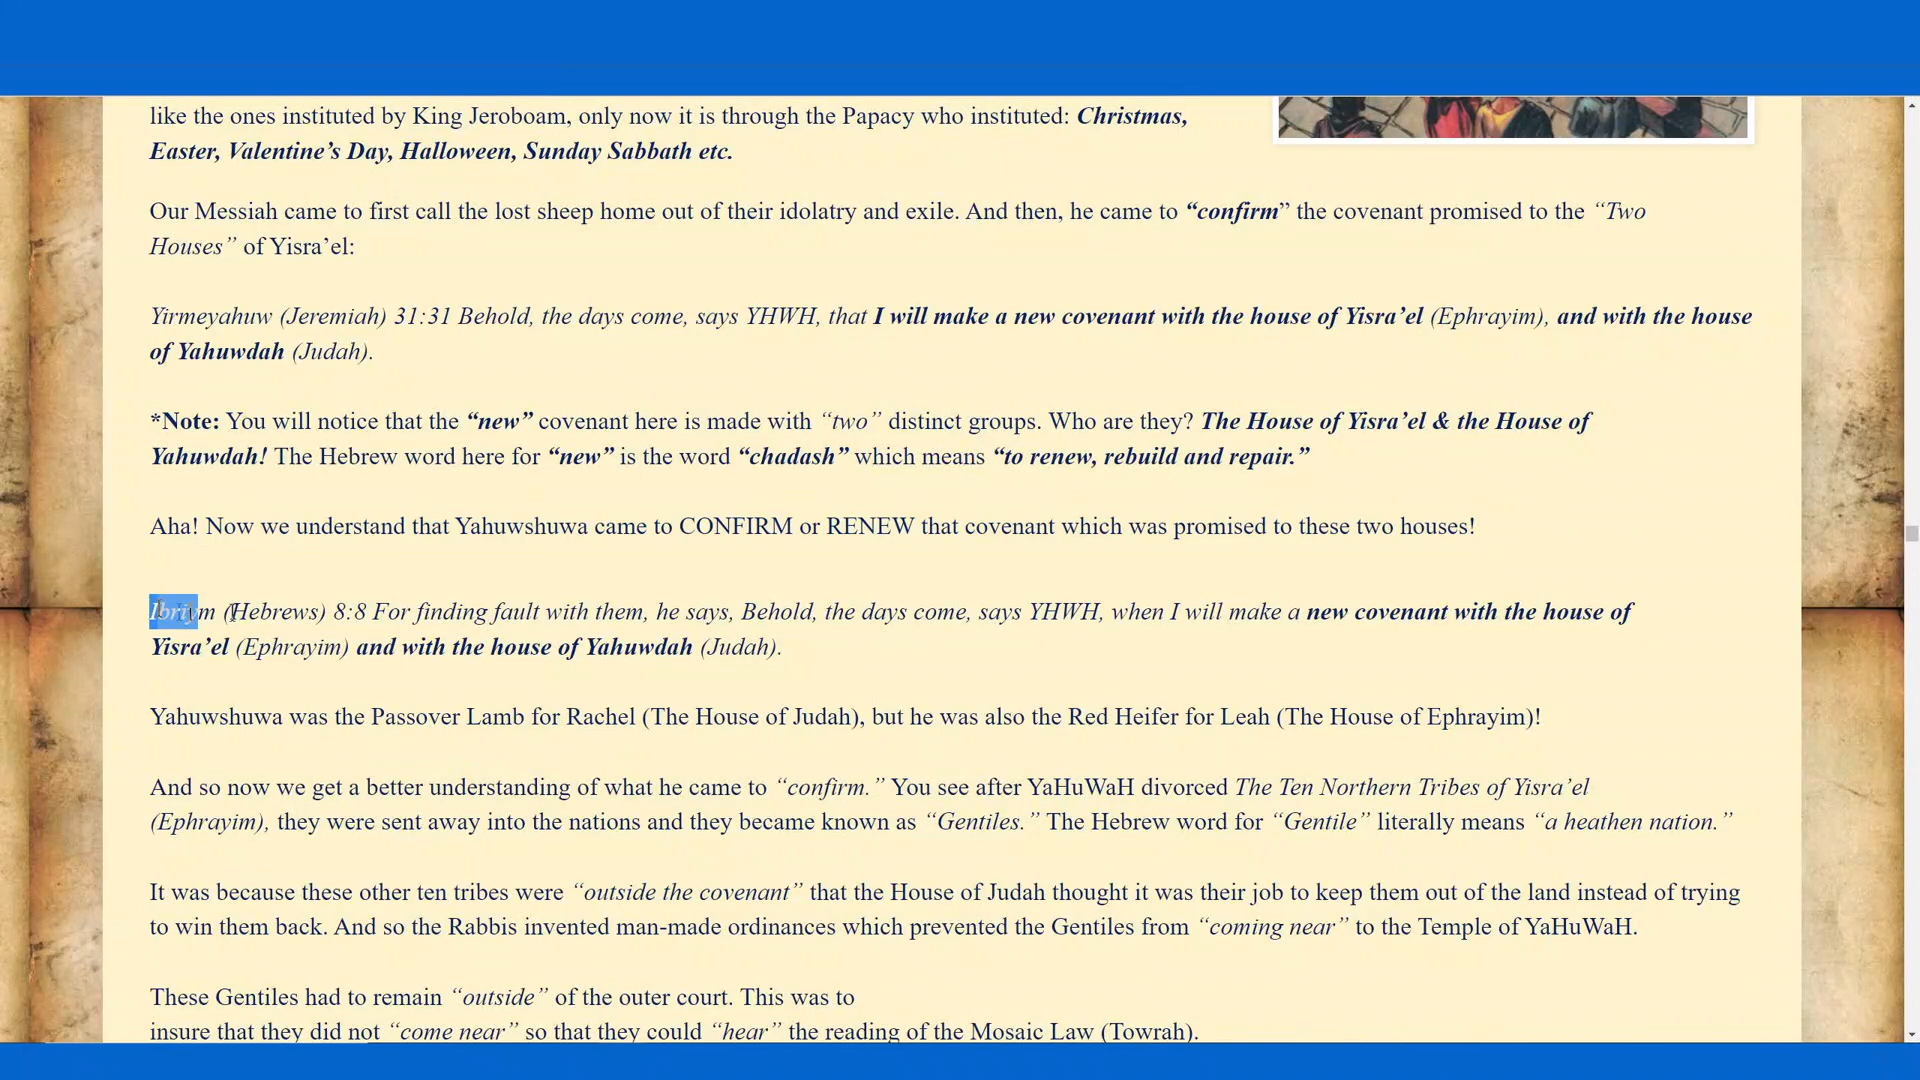 like the ones instituted by King Jeroboam, only now it is through the Papacy who instituted: Christmas,
Easter, Valentine’s Day, Halloween, Sunday Sabbath etc.
Our Messiah came to first call the lost sheep home out of their idolatry and exile. And then, he came to “confirm” the covenant promised to the “Two
Houses” of Yisra’el:
Yirmeyahuw (Jeremiah) 31:31 Behold, the days come, says YHWH, that I will make a new covenant with the house of Yisra’el (Ephrayim), and with the house
of Yahuwdah (Judah).
*Note: You will notice that the “new” covenant here is made with “two” distinct groups. Who are they? The House of Yisra’el & the House of
Yahuwdah! The Hebrew word here for “new” is the word “chadash” which means “to renew, rebuild and repair.”
Aha! Now we understand that Yahuwshuwa came to CONFIRM or RENEW that covenant which was promised to these two houses!
Ibriym (Hebrews) 8:8 For finding fault with them, he says, Behold, the days come, says YHWH, when I will make a new covenant with the house of
Yisra’el (Ephrayim) and with the house of Yahuwdah (Judah).
Yahuwshuwa was the Passover Lamb for Rachel (The House of Judah), but he was also the Red Heifer for Leah (The House of Ephrayim)!
And so now we get a better understanding of what he came to “confirm.” You see after YaHuWaH divorced The Ten Northern Tribes of Yisra’el
(Ephrayim), they were sent away into the nations and they became known as “Gentiles.” The Hebrew word for “Gentile” literally means “a heathen nation.”
It was because these other ten tribes were “outside the covenant” that the House of Judah thought it was their job to keep them out of the land instead of trying
to win them back. And so the Rabbis invented man-made ordinances which prevented the Gentiles from “coming near” to the Temple of YaHuWaH.
These Gentiles had to remain “outside” of the outer court. This was to
insure that they did not “come near” so that they could “hear” the reading of the Mosaic Law (Towrah).